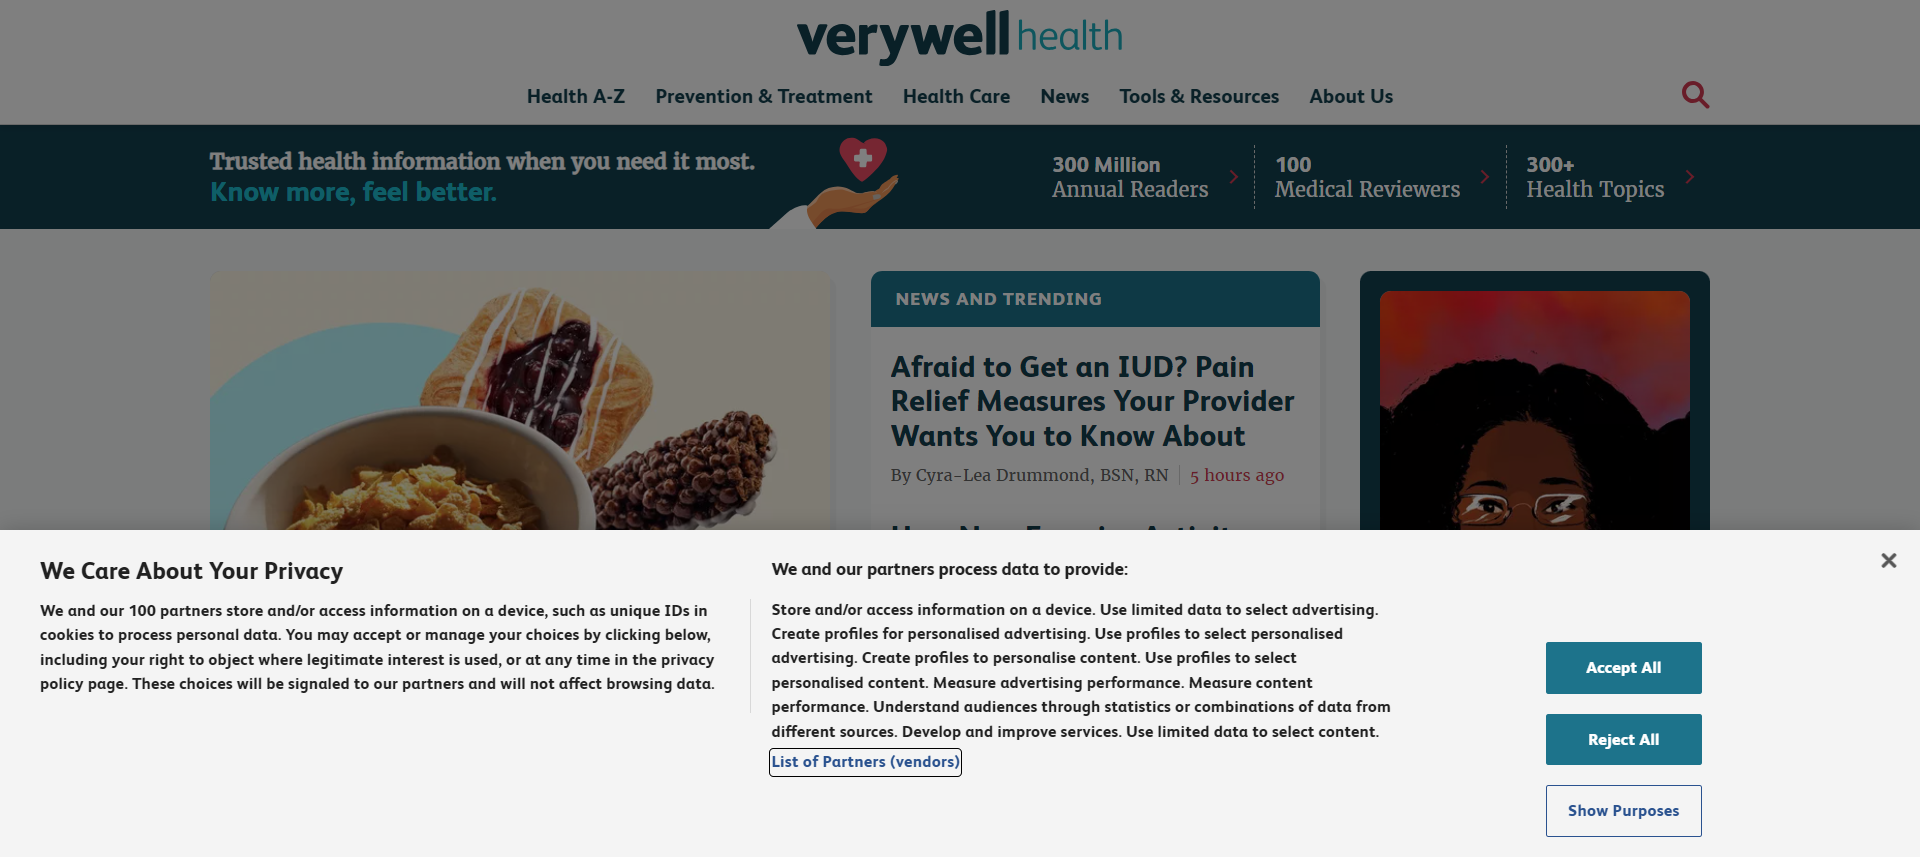 verywell health
Health A-Z
Prevention & Treatment
Health Care
News
Tools & Resources
About Us
Trusted health information when you need it most.
Know more, feel better.
300 Million
Annual Readers
100
Medical Reviewers
300+
Health Topics
NEWS AND TRENDING
Afraid to Get an IUD? Pain
Relief Measures Your Provider
Wants You to Know About
By Cyra-Lea Drummond, BSN, RN
5 hours ago
We Care About Your Privacy
We and our 100 partners store and/or access information on a device, such as unique IDs in
cookies to process personal data. You may accept or manage your choices by clicking below,
including your right to object where legitimate interest is used, or at any time in the privacy
policy page. These choices will be signaled to our partners and will not affect browsing data.
We and our partners process data to provide:
Store and/or access information on a device. Use limited data to select advertising.
Create profiles for personalised advertising. Use profiles to select personalised
advertising. Create profiles to personalise content. Use profiles to select
personalised content. Measure advertising performance. Measure content
performance. Understand audiences through statistics or combinations of data from
different sources. Develop and improve services. Use limited data to select content.
List of Partners (vendors)
Accept All
Reject All
Show Purposes